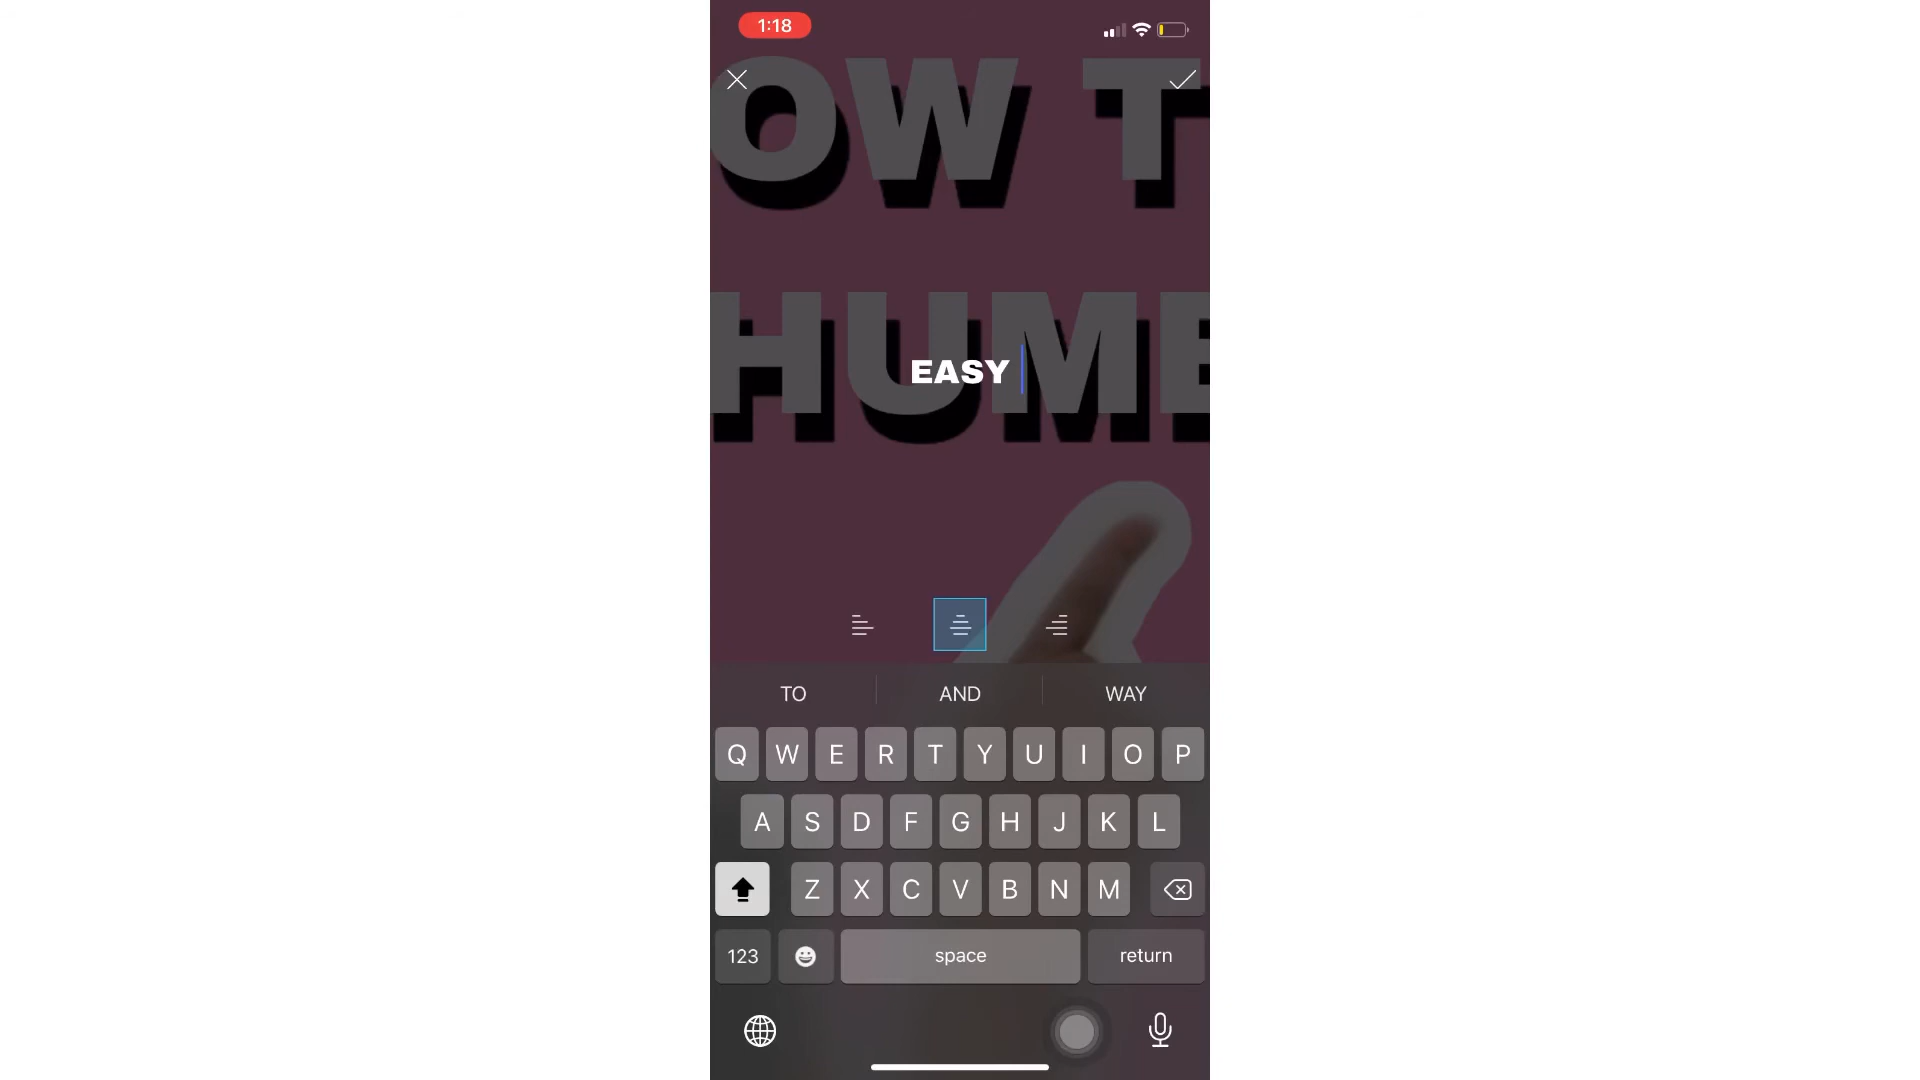 1:18
OW T
HUMB
EASY
TO AND WAY
Q W E R T Y U I O P
A S D F G H J K L
Z X C V B N M
123 space return